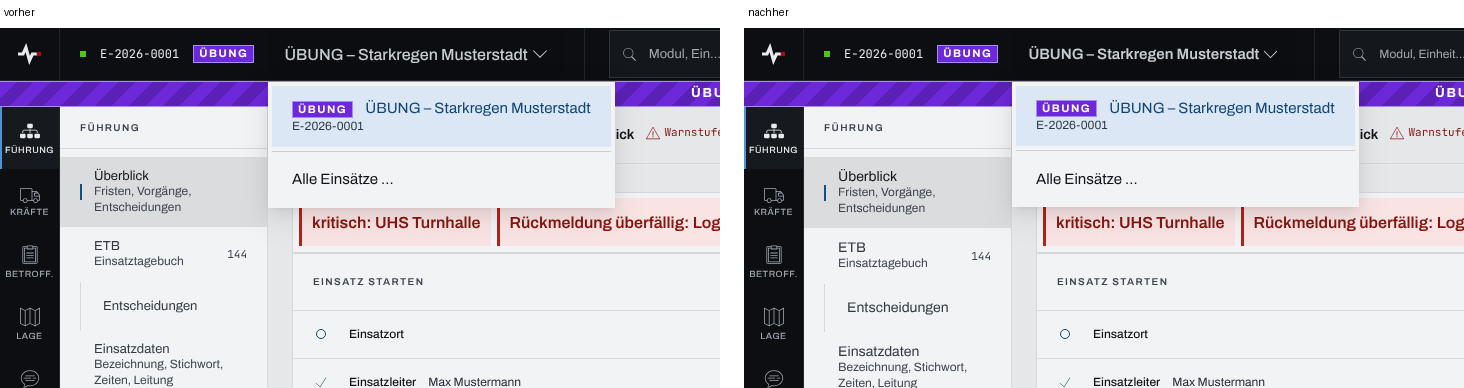 vorher
E-2026-0001 ÜBUNG ÜBUNG – Starkregen Musterstadt Modul, Ein...
ÜBUNG ÜBUNG – Starkregen Musterstadt
E-2026-0001
Alle Einsätze ...
ÜBU
FÜHRUNG
KRÄFTE
BETROFF.
LAGE
FÜHRUNG
Überblick
Fristen, Vorgänge,
Entscheidungen
ETB
Einsatztagebuch
144
Entscheidungen
Einsatzdaten
Bezeichnung, Stichwort,
Zeiten, Leitung
ick Warnstufe
kritisch: UHS Turnhalle Rückmeldung überfällig: Log
EINSATZ STARTEN
Einsatzort
Einsatzleiter Max Mustermann
nachher
E-2026-0001 ÜBUNG ÜBUNG – Starkregen Musterstadt Modul, Einheit...
ÜBUNG ÜBUNG – Starkregen Musterstadt
E-2026-0001
Alle Einsätze ...
ÜBU
FÜHRUNG
KRÄFTE
BETROFF.
LAGE
FÜHRUNG
Überblick
Fristen, Vorgänge,
Entscheidungen
ETB
Einsatztagebuch
144
Entscheidungen
Einsatzdaten
Bezeichnung, Stichwort,
Zeiten, Leitung
ick Warnstufe
kritisch: UHS Turnhalle Rückmeldung überfällig: Log
EINSATZ STARTEN
Einsatzort
Einsatzleiter Max Mustermann